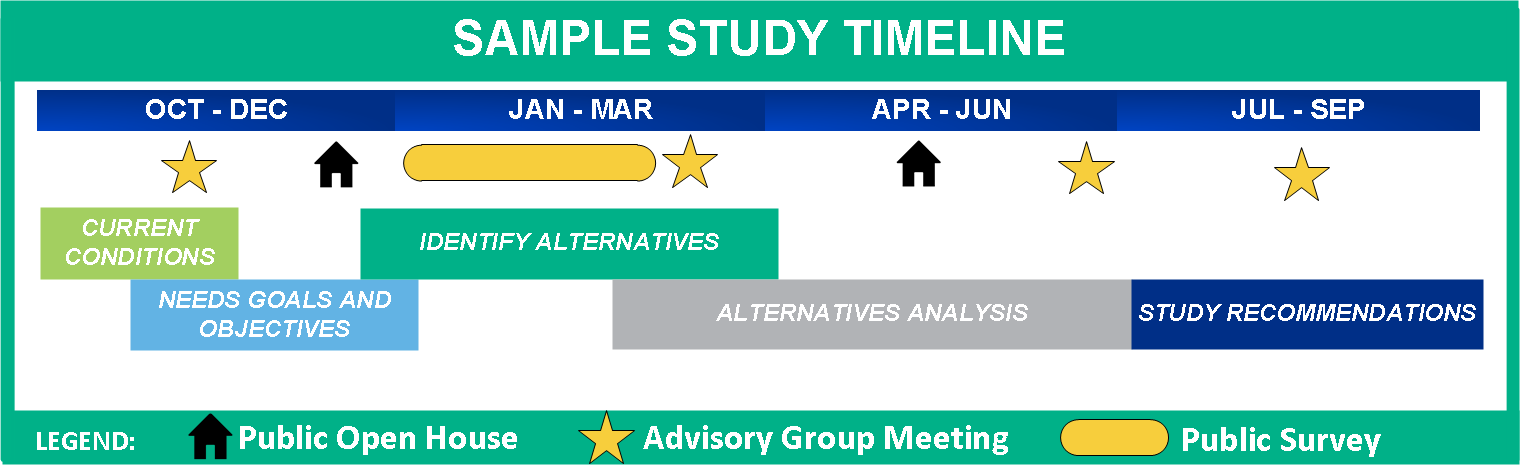 SAMPLE STUDY TIMELINE
OCT - DEC JAN - MAR APR - JUN JUL - SEP
CURRENT
CONDITIONS
IDENTIFY ALTERNATIVES
NEEDS GOALS AND
OBJECTIVES
ALTERNATIVES ANALYSIS
STUDY RECOMMENDATIONS
LEGEND: Public Open House Advisory Group Meeting Public Survey